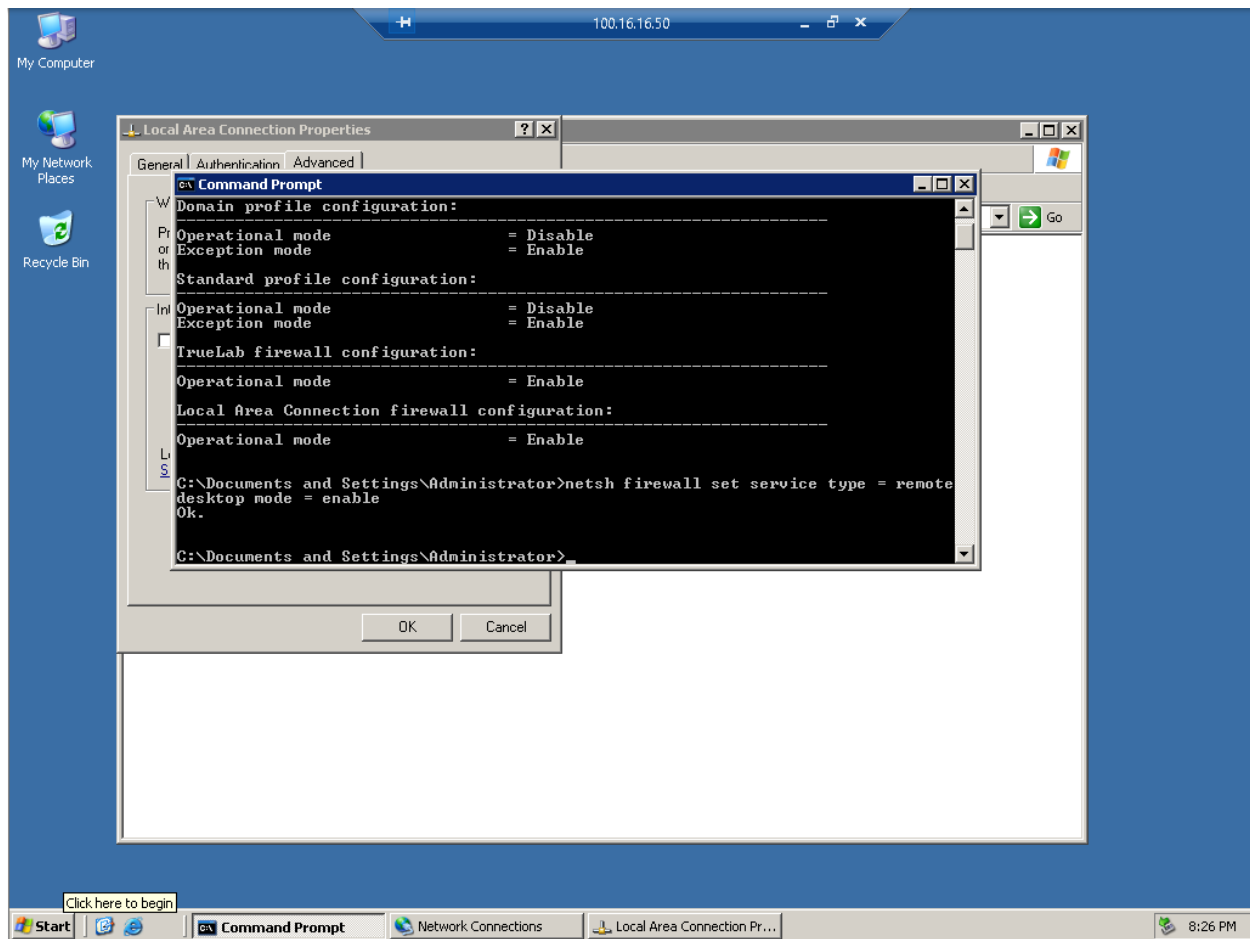 100.16.16.50
My Computer
My Network
Places
Recycle Bin
Local Area Connection Properties
General
Authentication
Advanced
Go
W
Pr
or
th
Command Prompt
Domain profile configuration:
Operational mode = Disable
Exception mode = Enable
Standard profile configuration:
Operational mode = Disable
Exception mode = Enable
TrueLab firewall configuration:
Operational mode = Enable
Local Area Connection firewall configuration:
Operational mode = Enable
C:\Documents and Settings\Administrator>netsh firewall set service type = remote
desktop mode = enable
Ok.
C:\Documents and Settings\Administrator>_
OK
Cancel
Click here to begin
Start
Command Prompt
Network Connections
Local Area Connection Pr...
8:26 PM